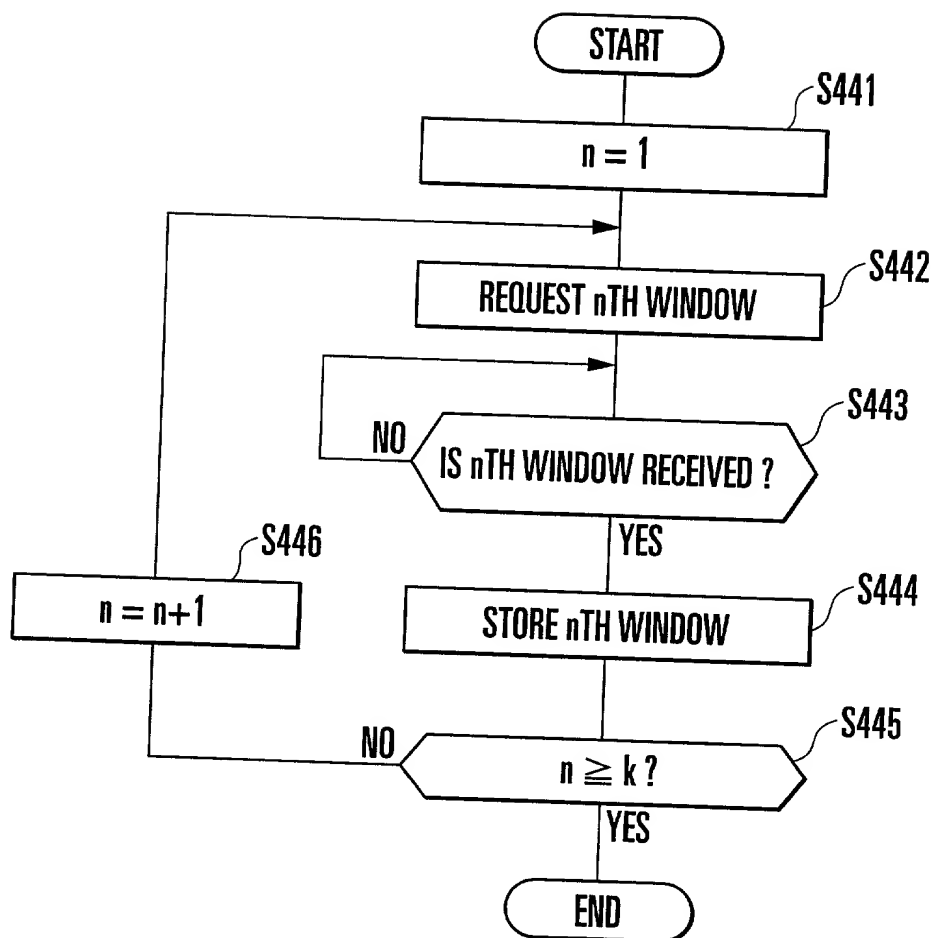 START
S441
n = 1
S442
REQUEST nTH WINDOW
S443
NO
IS nTH WINDOW RECEIVED ?
YES
S446
n = n+1
S444
STORE nTH WINDOW
S445
NO
n ≧ k ?
YES
END